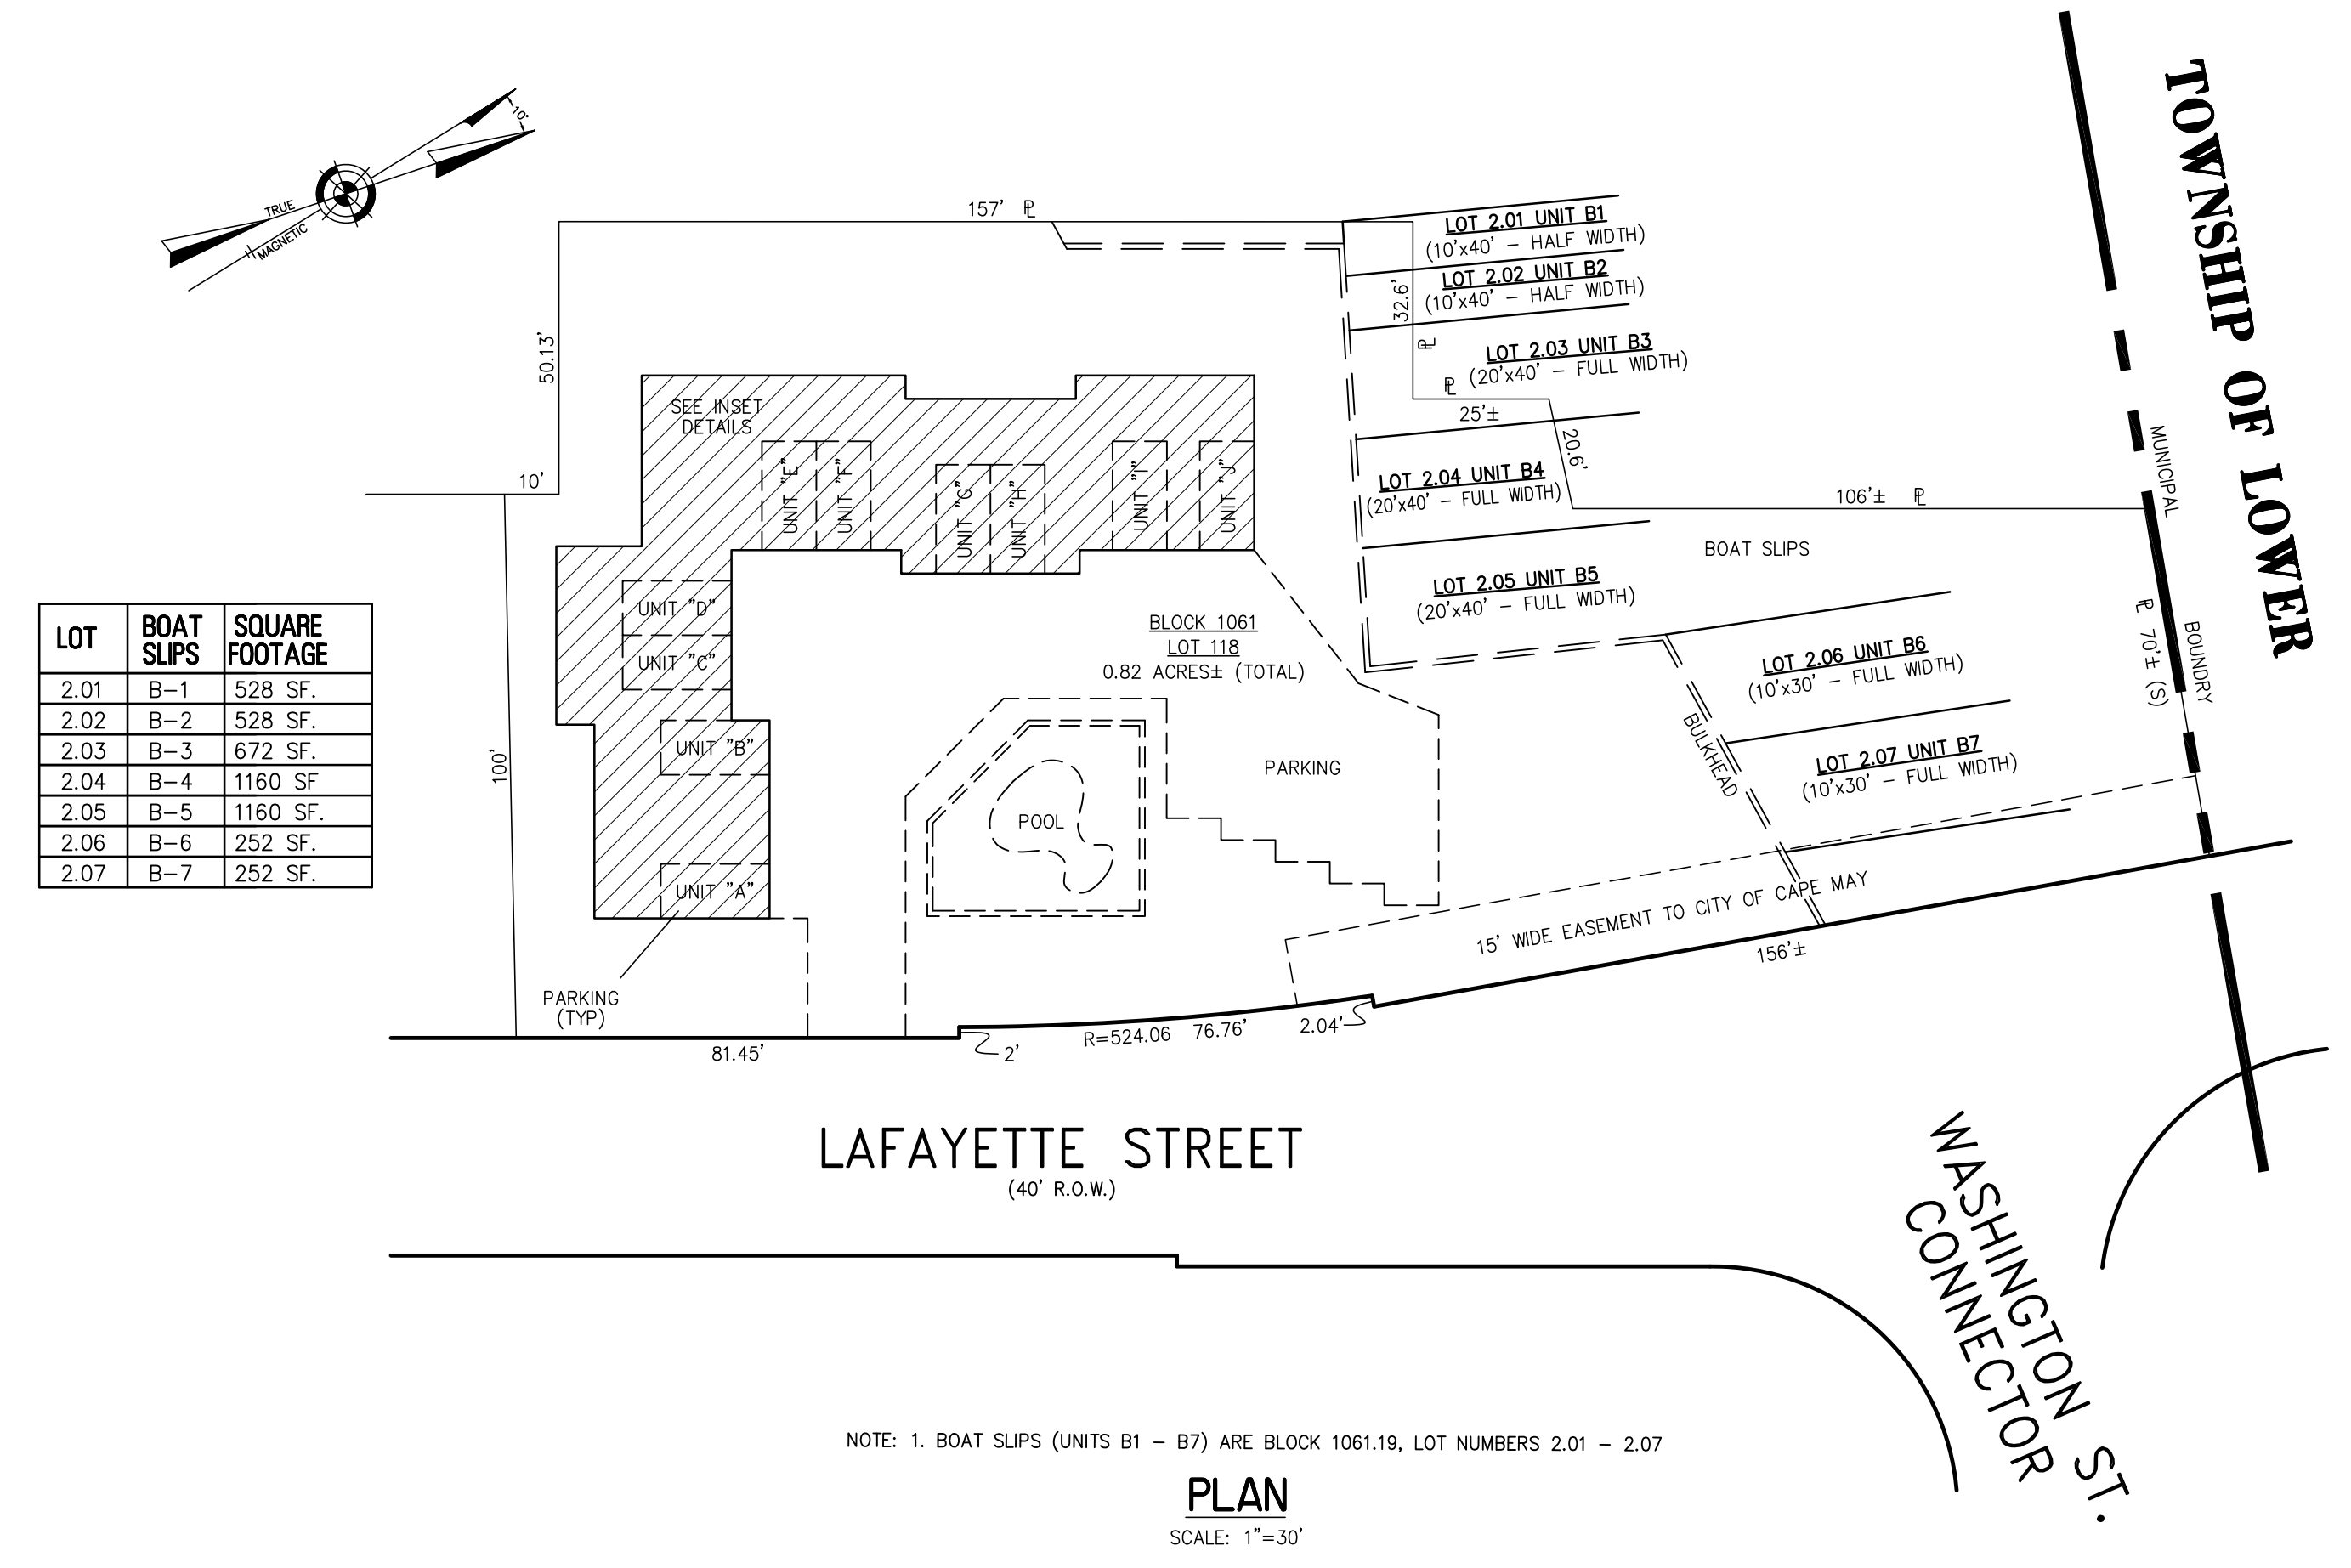 TOWNSHIP OF LOWER
10°
TRUE
MAGNETIC
157' ℄
LOT 2.01 UNIT B1
(10'x40' – HALF WIDTH)
LOT 2.02 UNIT B2
(10'x40' – HALF WIDTH)
32.6'
PL
LOT 2.03 UNIT B3
(20'x40' – FULL WIDTH)
PL
25'±
20.6'
50.13'
10'
SEE INSET
DETAILS
UNIT "E"
UNIT "F"
UNIT "G"
UNIT "H"
UNIT "I"
UNIT "J"
LOT 2.04 UNIT B4
(20'x40' – FULL WIDTH)
106'± PL
MUNICIPAL
BOUNDRY
PL 70'± (S)
BOAT SLIPS
LOT 2.05 UNIT B5
(20'x40' – FULL WIDTH)
UNIT "D"
UNIT "C"
UNIT "B"
UNIT "A"
BLOCK 1061
LOT 118
0.82 ACRES± (TOTAL)
LOT 2.06 UNIT B6
(10'x30' – FULL WIDTH)
LOT 2.07 UNIT B7
(10'x30' – FULL WIDTH)
BULKHEAD
PARKING
POOL
100'
LOT BOAT SLIPS SQUARE FOOTAGE
2.01 B–1 528 SF.
2.02 B–2 528 SF.
2.03 B–3 672 SF.
2.04 B–4 1160 SF
2.05 B–5 1160 SF.
2.06 B–6 252 SF.
2.07 B–7 252 SF.
15' WIDE EASEMENT TO CITY OF CAPE MAY
156'±
PARKING
(TYP)
81.45'
2'
R=524.06 76.76'
2.04'
LAFAYETTE STREET
(40' R.O.W.)
WASHINGTON ST.
CONNECTOR
NOTE: 1. BOAT SLIPS (UNITS B1 – B7) ARE BLOCK 1061.19, LOT NUMBERS 2.01 – 2.07
PLAN
SCALE: 1"=30'